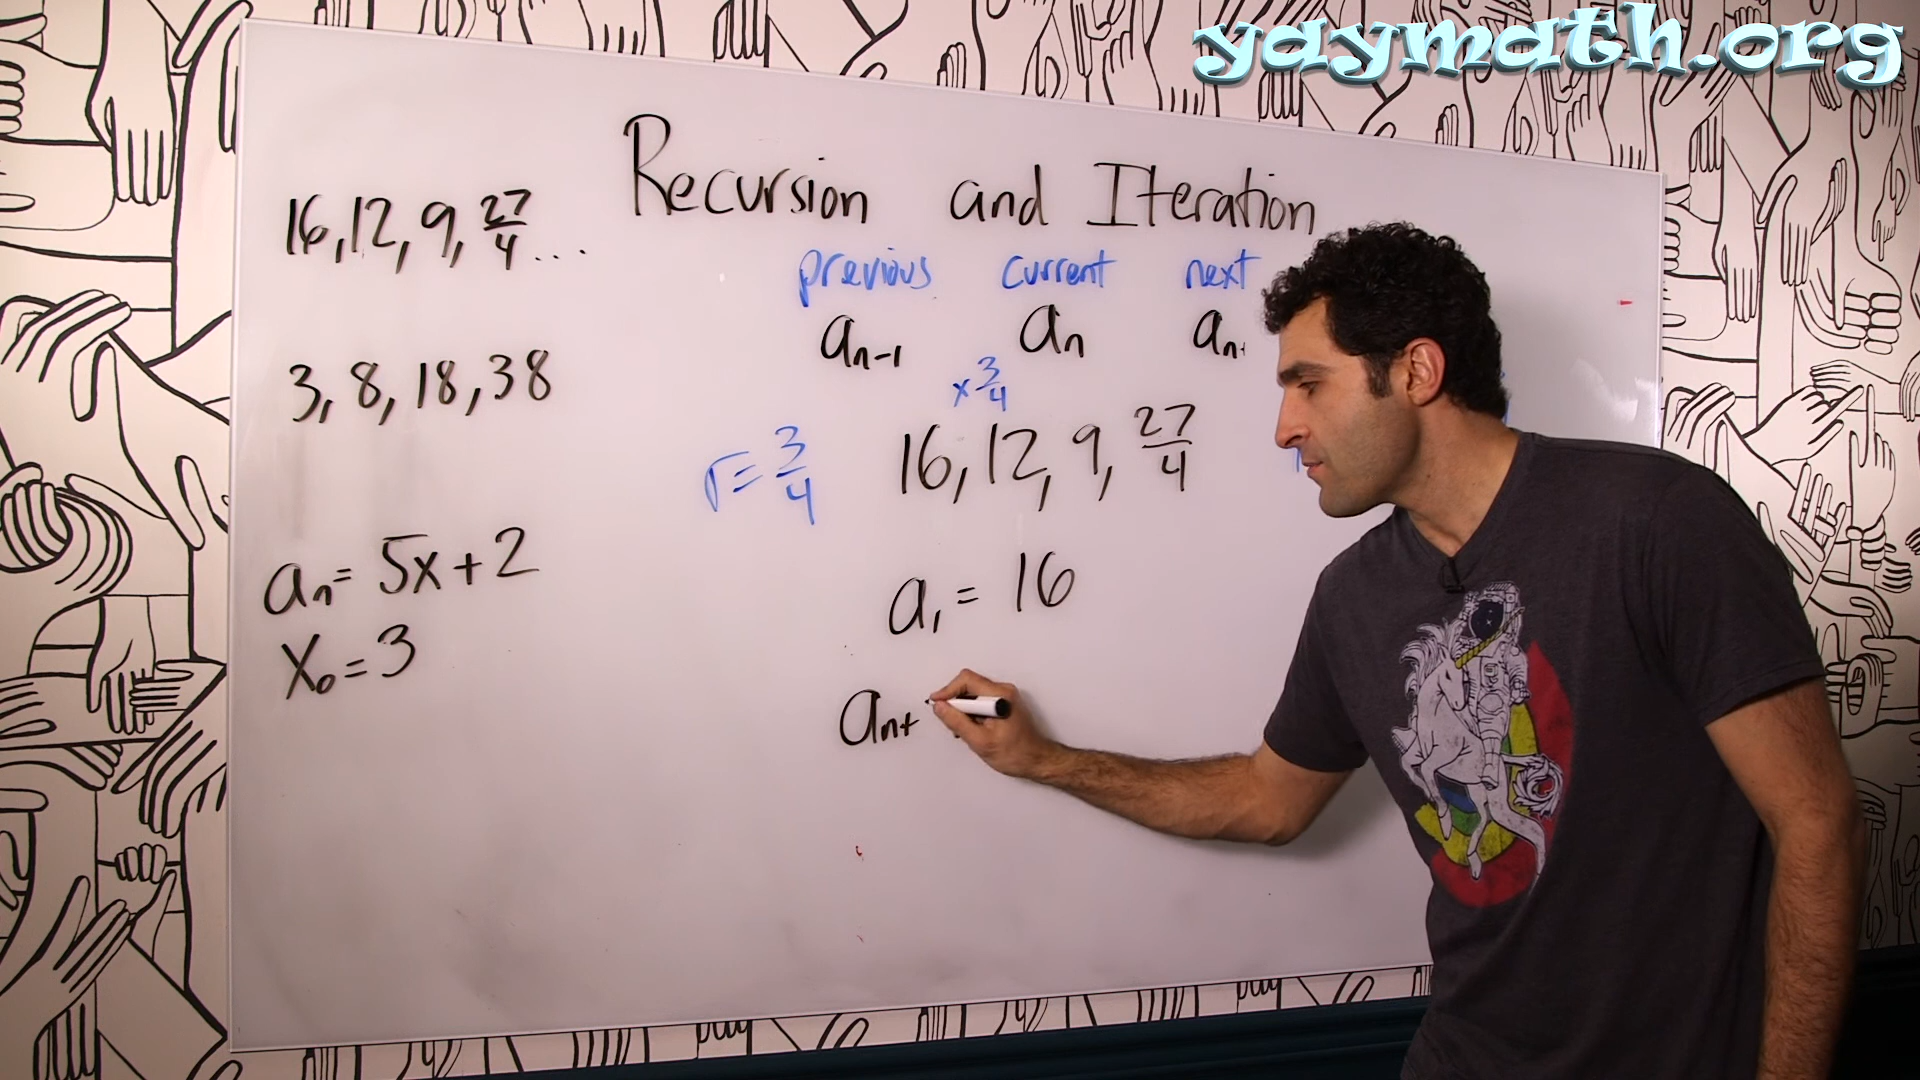 yaymath.org
Recursion and Iteration
16, 12, 9, 27/4 ...
3, 8, 18, 38
aₙ = 5x + 2
x₀ = 3
previous current next
aₙ₋₁ aₙ aₙ₊
× 3/4
r = 3/4 16, 12, 9, 27/4
a₁ = 16
aₙ₊